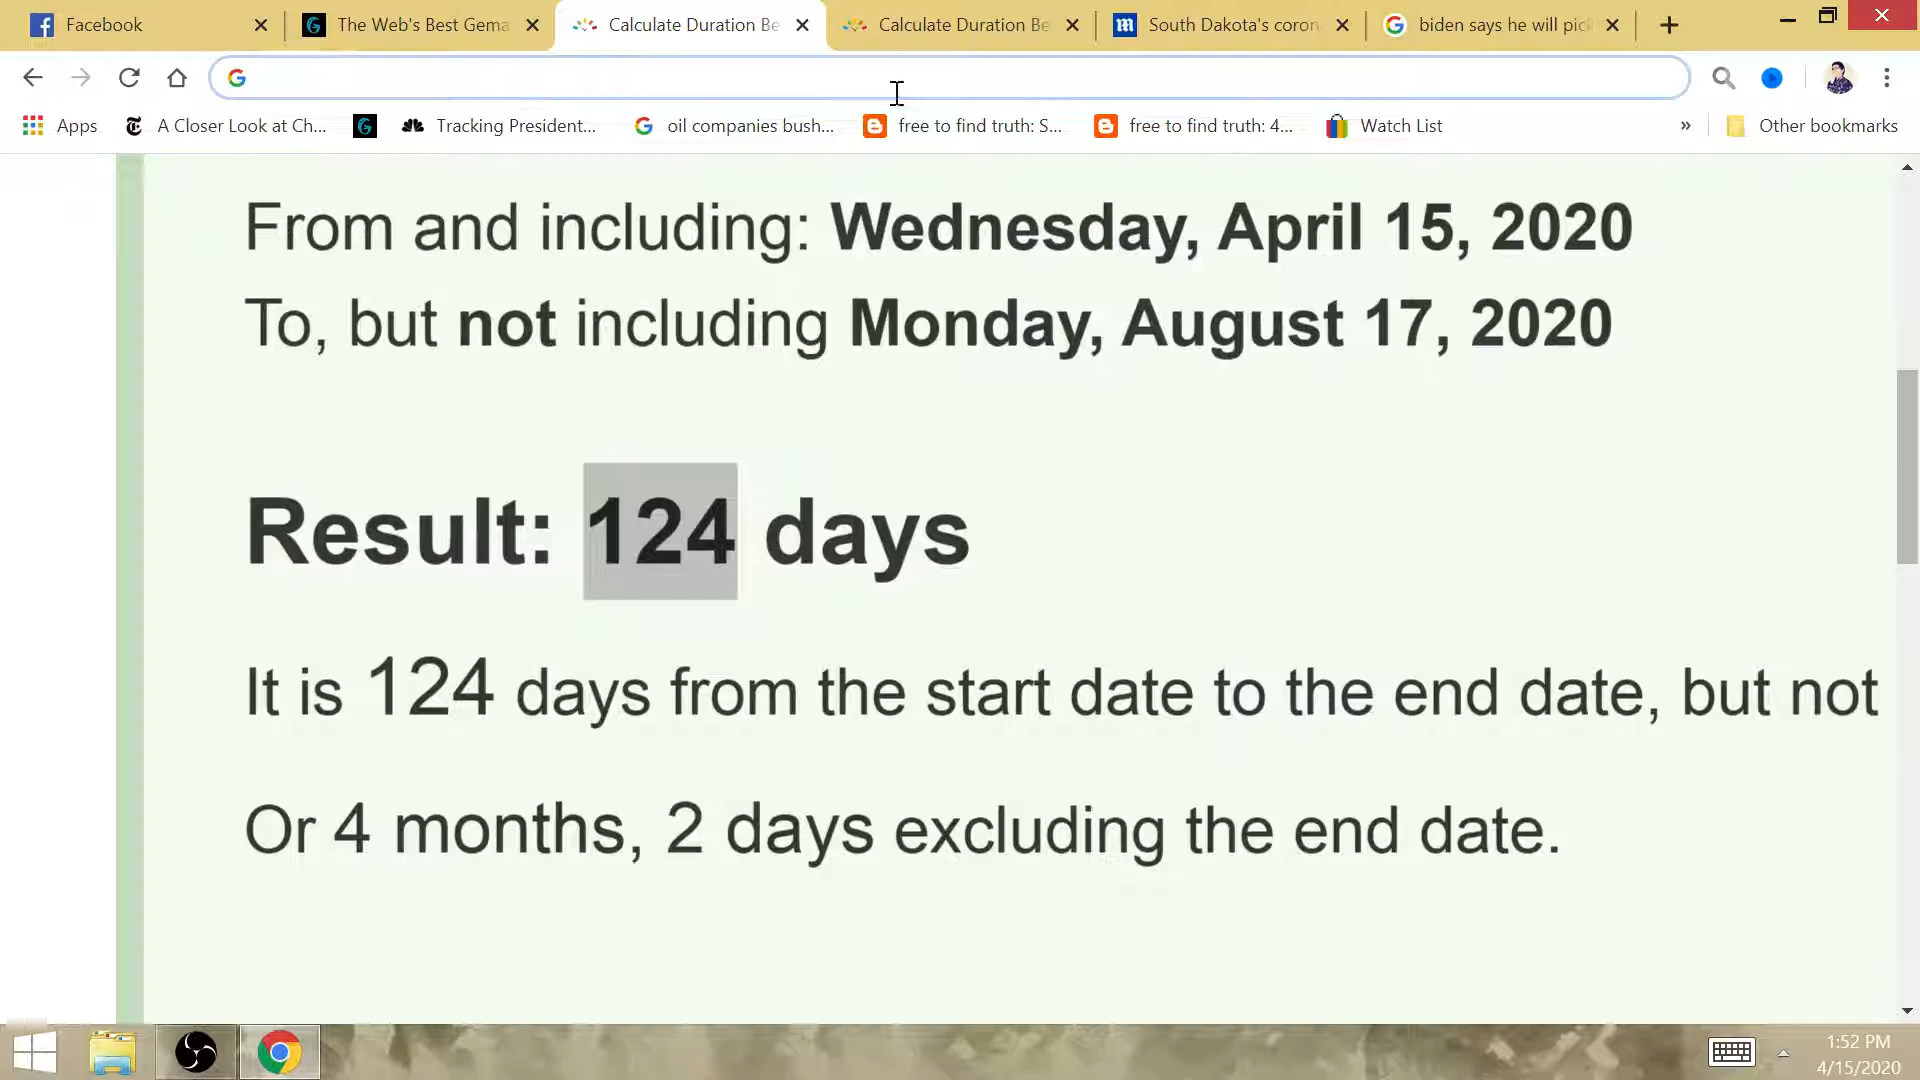 Facebook
The Web's Best Gema
Calculate Duration Be
Calculate Duration Be
South Dakota's coron
biden says he will pic
Apps
A Closer Look at Ch...
Tracking President...
oil companies bush...
free to find truth: S...
free to find truth: 4...
Watch List
»
Other bookmarks
From and including: Wednesday, April 15, 2020
To, but not including Monday, August 17, 2020
Result: 124 days
It is 124 days from the start date to the end date, but not
Or 4 months, 2 days excluding the end date.
1:52 PM
4/15/2020